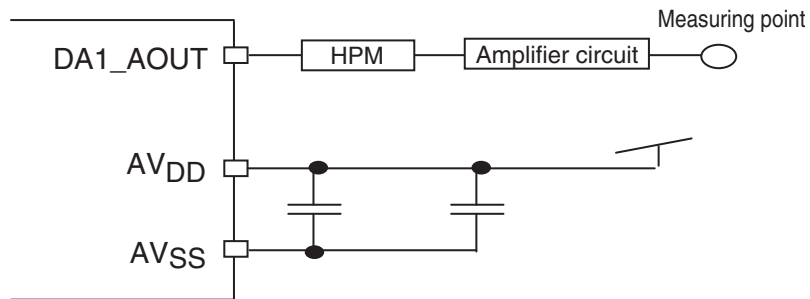 Measuring point
DA1_AOUT
HPM
Amplifier circuit
AVDD
AVSS